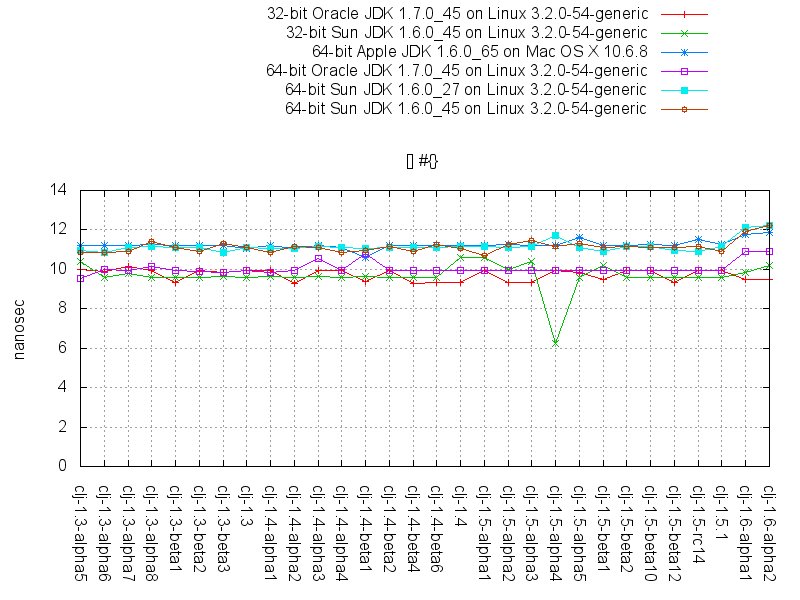 32-bit Oracle JDK 1.7.0_45 on Linux 3.2.0-54-generic
32-bit Sun JDK 1.6.0_45 on Linux 3.2.0-54-generic
64-bit Apple JDK 1.6.0_65 on Mac OS X 10.6.8
64-bit Oracle JDK 1.7.0_45 on Linux 3.2.0-54-generic
64-bit Sun JDK 1.6.0_27 on Linux 3.2.0-54-generic
64-bit Sun JDK 1.6.0_45 on Linux 3.2.0-54-generic
[] #{}
14
12
10
8
6
4
2
0
nanosec
clj-1.3-alpha5
clj-1.3-alpha6
clj-1.3-alpha7
clj-1.3-alpha8
clj-1.3-beta1
clj-1.3-beta2
clj-1.3-beta3
clj-1.3
clj-1.4-alpha1
clj-1.4-alpha2
clj-1.4-alpha3
clj-1.4-alpha4
clj-1.4-beta1
clj-1.4-beta2
clj-1.4-beta4
clj-1.4-beta6
clj-1.4
clj-1.5-alpha1
clj-1.5-alpha2
clj-1.5-alpha3
clj-1.5-alpha4
clj-1.5-alpha5
clj-1.5-beta1
clj-1.5-beta2
clj-1.5-beta10
clj-1.5-beta12
clj-1.5-rc14
clj-1.5.1
clj-1.6-alpha1
clj-1.6-alpha2